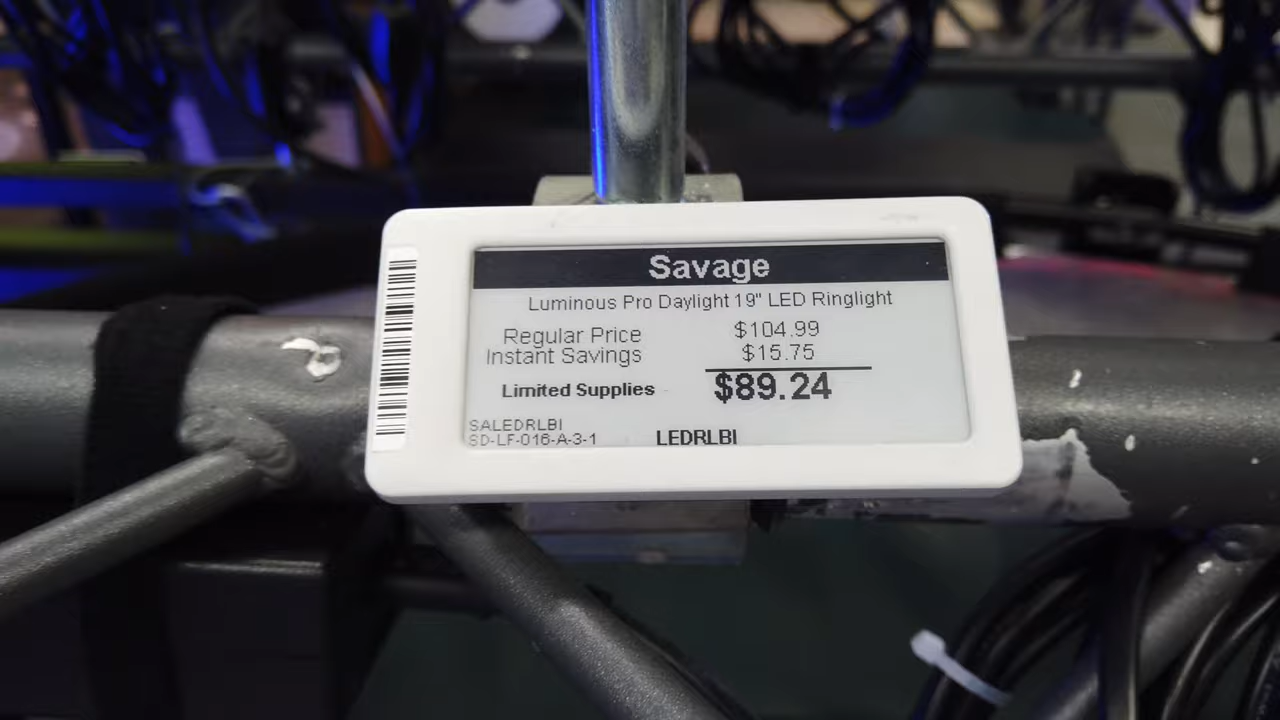 Savage
Luminous Pro Daylight 19" LED Ringlight
Regular Price $104.99
Instant Savings $15.75
Limited Supplies $89.24
SALEDRLBI
SD-LF-016-A-3-1 LEDRLBI